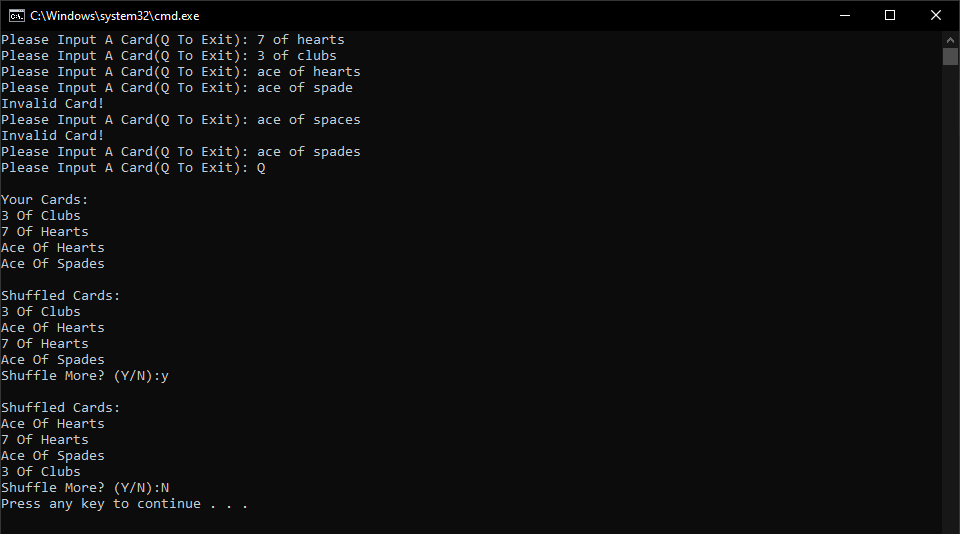 C:\Windows\system32\cmd.exe
Please Input A Card(Q To Exit): 7 of hearts
Please Input A Card(Q To Exit): 3 of clubs
Please Input A Card(Q To Exit): ace of hearts
Please Input A Card(Q To Exit): ace of spade
Invalid Card!
Please Input A Card(Q To Exit): ace of spaces
Invalid Card!
Please Input A Card(Q To Exit): ace of spades
Please Input A Card(Q To Exit): Q
Your Cards:
3 Of Clubs
7 Of Hearts
Ace Of Hearts
Ace Of Spades
Shuffled Cards:
3 Of Clubs
Ace Of Hearts
7 Of Hearts
Ace Of Spades
Shuffle More? (Y/N):y
Shuffled Cards:
Ace Of Hearts
7 Of Hearts
Ace Of Spades
3 Of Clubs
Shuffle More? (Y/N):N
Press any key to continue . . .